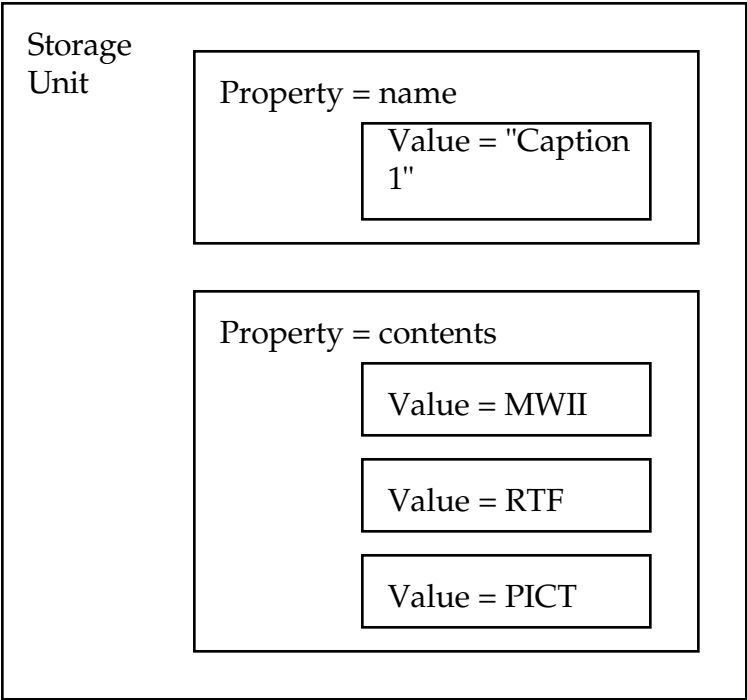 Storage
Unit
Property = name
Value = "Caption
1"
Property = contents
Value = MWII
Value = RTF
Value = PICT